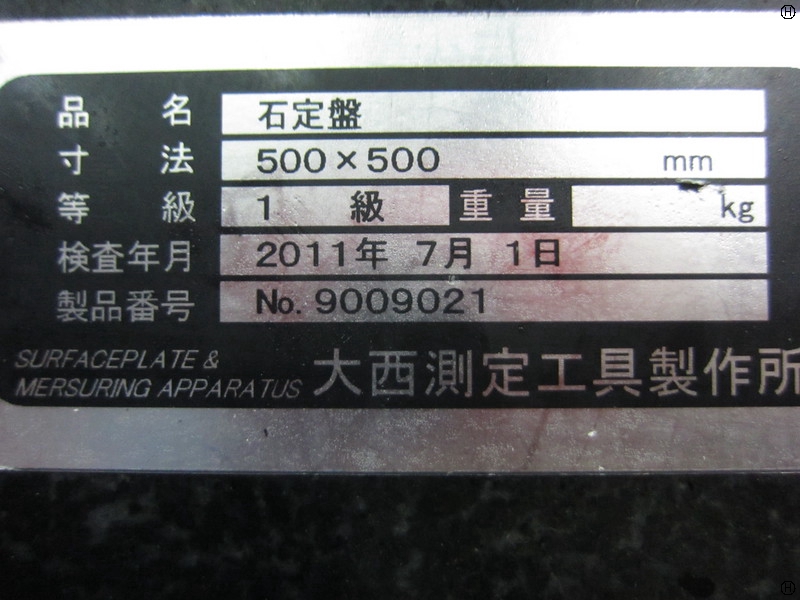 品名 石定盤
寸法 500×500 mm
等級 1 級 重量 kg
検査年月 2011年 7月 1日
製品番号 No. 9009021
SURFACEPLATE &
MERSURING APPARATUS
大西測定工具製作所
H
H